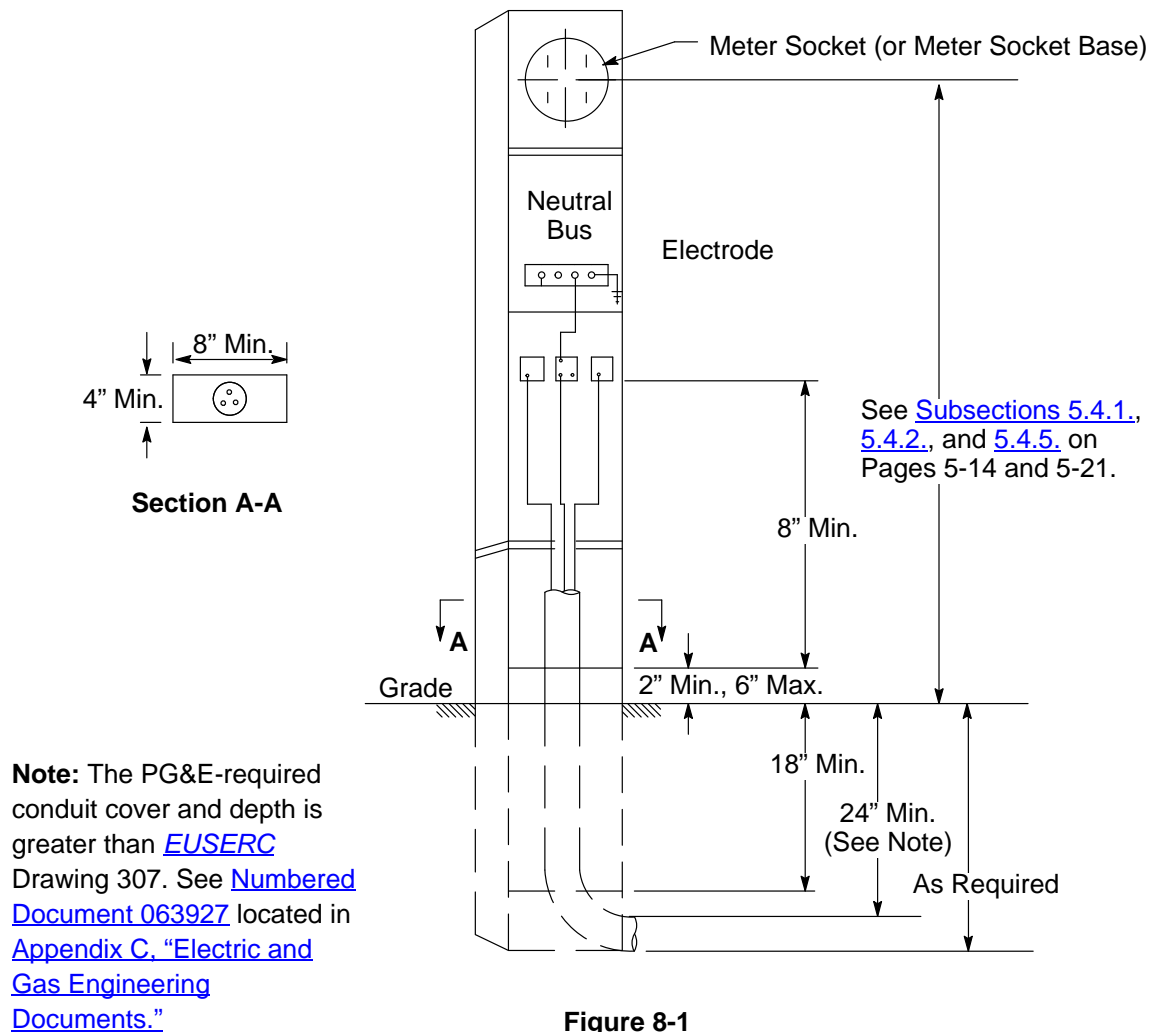 Meter Socket (or Meter Socket Base)
Neutral
Bus
Electrode
8” Min.
4” Min.
Section A-A
See Subsections 5.4.1.,
5.4.2., and 5.4.5. on
Pages 5-14 and 5-21.
8” Min.
A
A
Grade
2” Min., 6” Max.
18” Min.
24” Min.
(See Note)
As Required
Note: The PG&E-required
conduit cover and depth is
greater than EUSERC
Drawing 307. See Numbered
Document 063927 located in
Appendix C, “Electric and
Gas Engineering
Documents.”
Figure 8-1